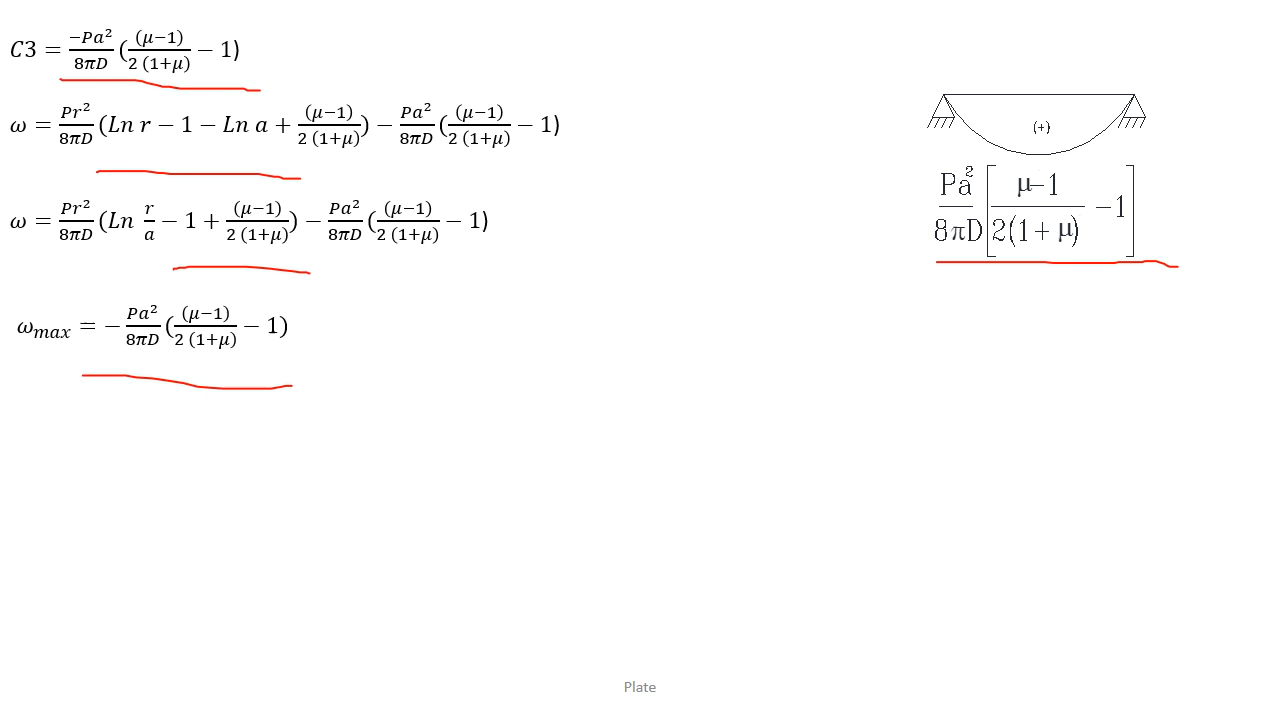 C3 = −Pa²/8πD ((μ−1)/2 (1+μ) − 1)
ω = Pr²/8πD (Ln r − 1 − Ln a + (μ−1)/2 (1+μ)) − Pa²/8πD ((μ−1)/2 (1+μ) − 1)
ω = Pr²/8πD (Ln r/a − 1 + (μ−1)/2 (1+μ)) − Pa²/8πD ((μ−1)/2 (1+μ) − 1)
ω_max = − Pa²/8πD ((μ−1)/2 (1+μ) − 1)
(+)
Pa²/8πD [μ−1/2(1+μ) −1]
Plate